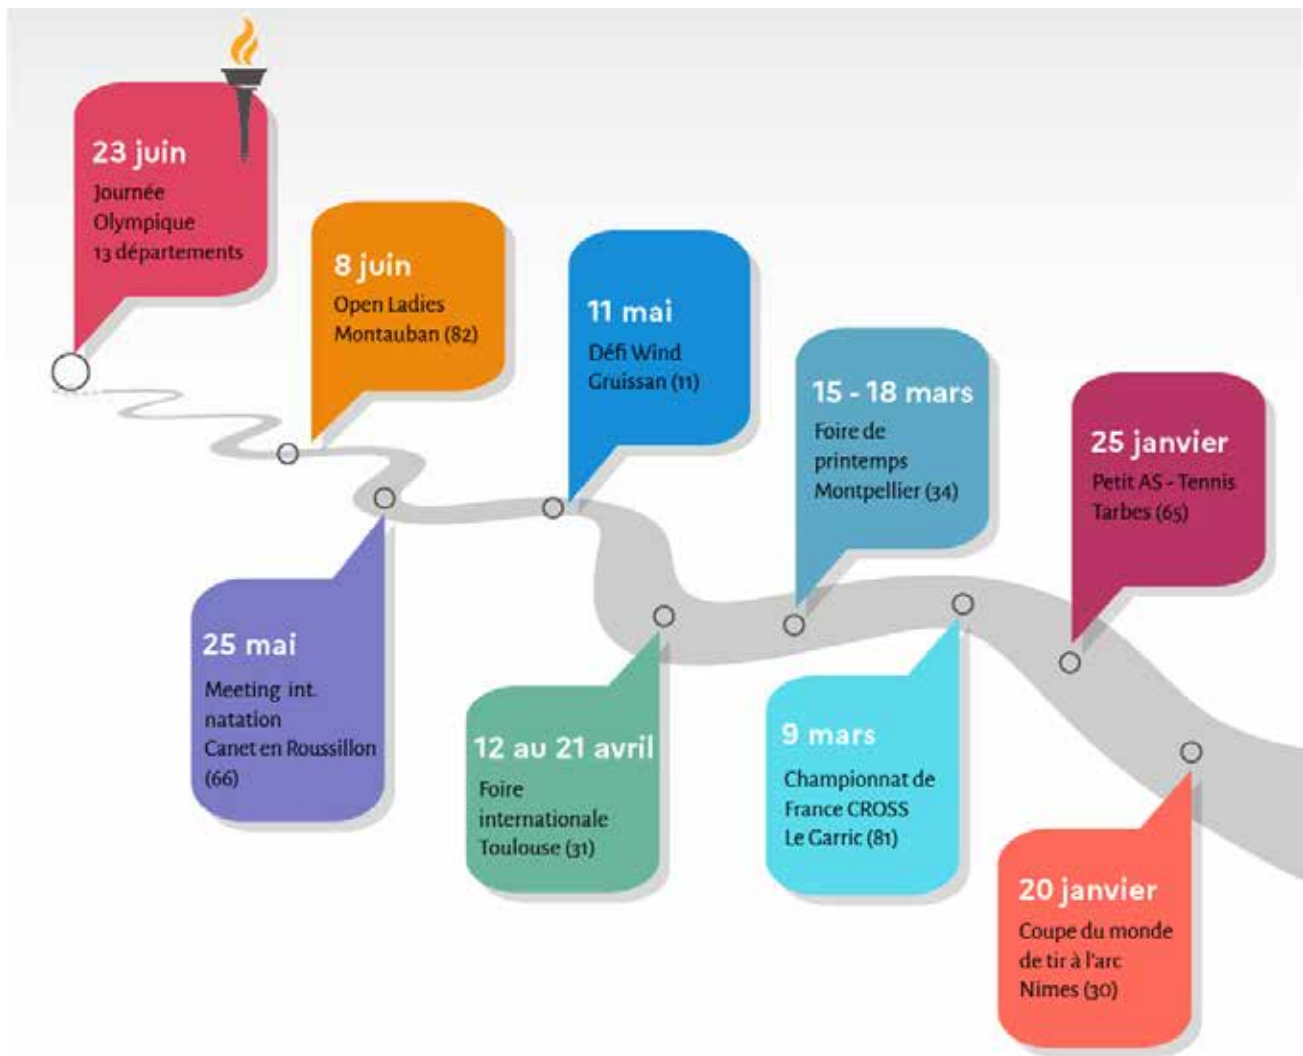 23 juin
Journée
Olympique
13 départements
8 juin
Open Ladies
Montauban (82)
11 mai
Défi Wind
Gruissan (11)
15 - 18 mars
Foire de
printemps
Montpellier (34)
25 janvier
Petit AS - Tennis
Tarbes (65)
25 mai
Meeting int.
natation
Canet en Roussillon
(66)
12 au 21 avril
Foire
internationale
Toulouse (31)
9 mars
Championnat de
France CROSS
Le Garric (81)
20 janvier
Coupe du monde
de tir à l'arc
Nimes (30)